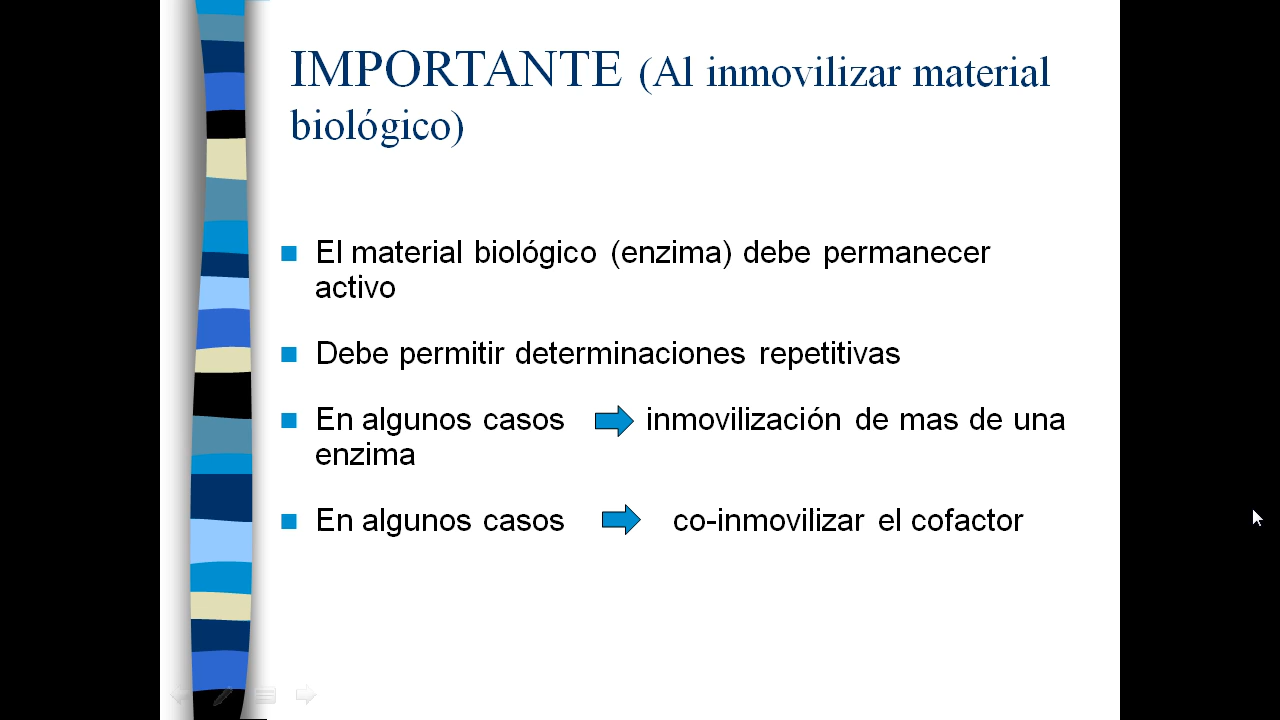 IMPORTANTE (Al inmovilizar material
biológico)
El material biológico (enzima) debe permanecer
activo
Debe permitir determinaciones repetitivas
En algunos casos inmovilización de mas de una
enzima
En algunos casos co-inmovilizar el cofactor